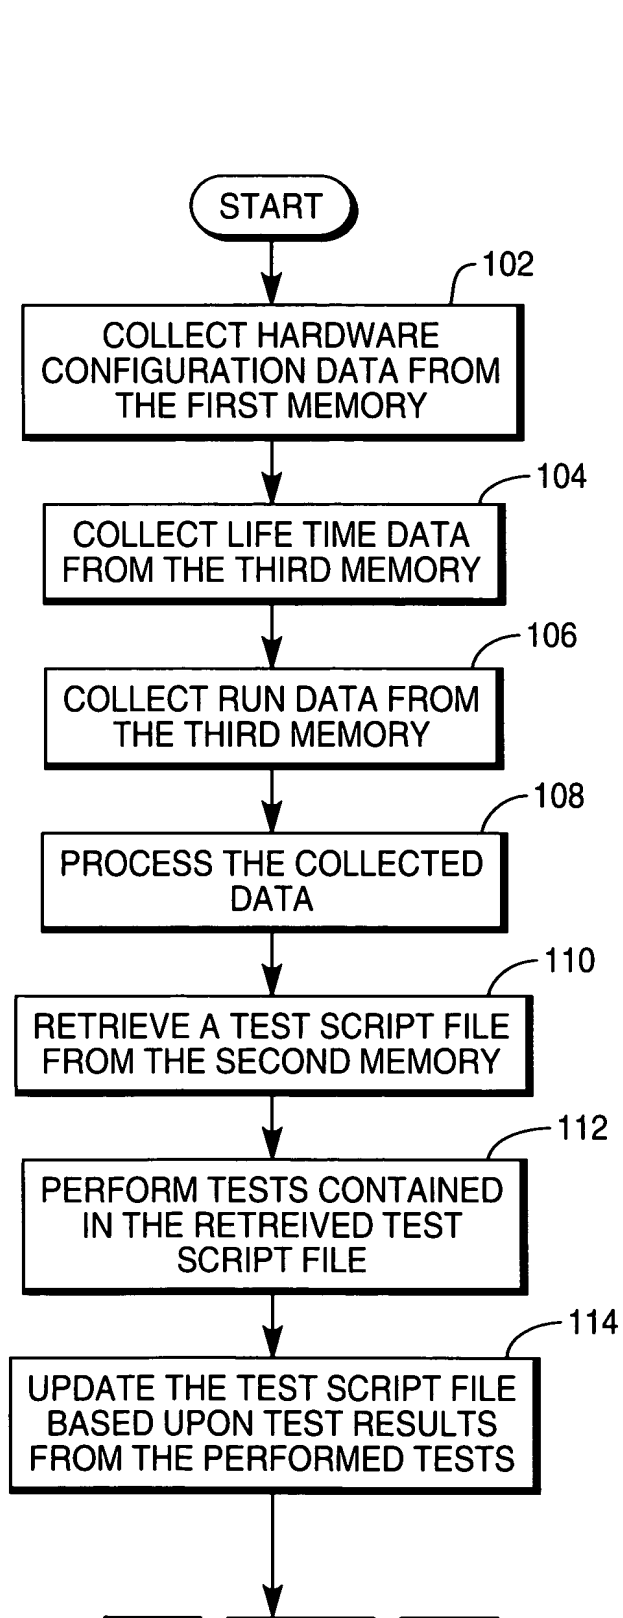 START
102
COLLECT HARDWARE
CONFIGURATION DATA FROM
THE FIRST MEMORY
104
COLLECT LIFE TIME DATA
FROM THE THIRD MEMORY
106
COLLECT RUN DATA FROM
THE THIRD MEMORY
108
PROCESS THE COLLECTED
DATA
110
RETRIEVE A TEST SCRIPT FILE
FROM THE SECOND MEMORY
112
PERFORM TESTS CONTAINED
IN THE RETREIVED TEST
SCRIPT FILE
114
UPDATE THE TEST SCRIPT FILE
BASED UPON TEST RESULTS
FROM THE PERFORMED TESTS